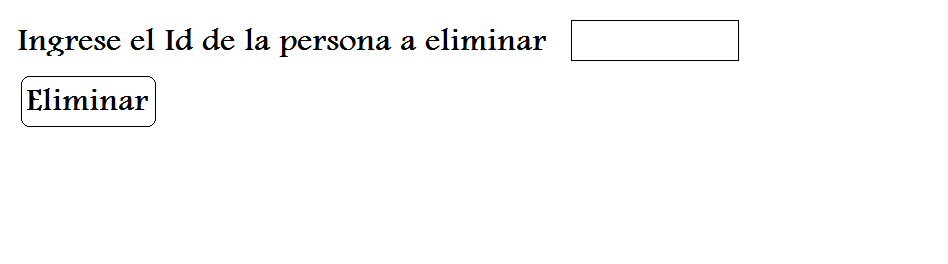 Ingrese el Id de la persona a eliminar
Eliminar